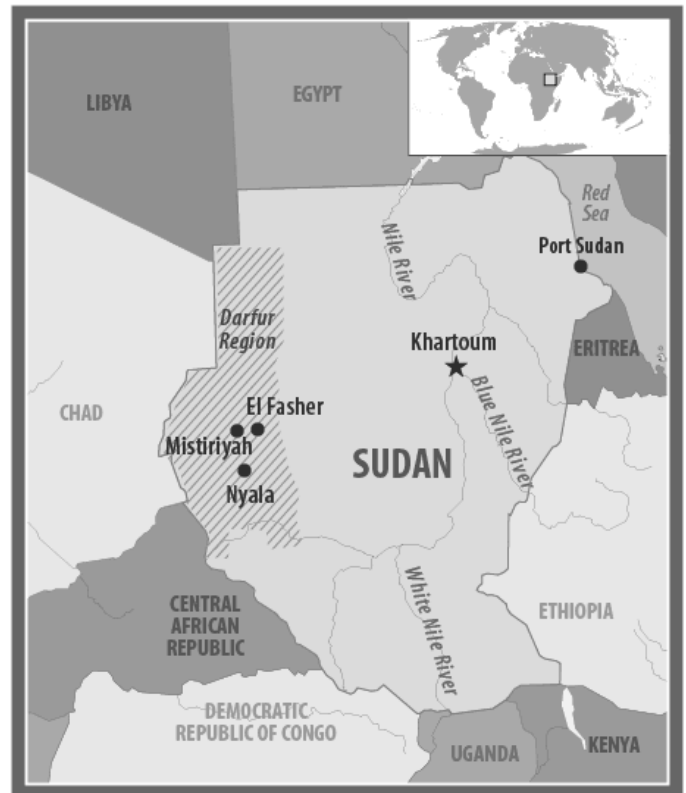 LIBYA
EGYPT
Red
Sea
Nile River
Port Sudan
Darfur
Region
Khartoum
ERITREA
Blue Nile River
CHAD
El Fasher
Mistiriyah
SUDAN
Nyala
White Nile River
CENTRAL
AFRICAN
REPUBLIC
ETHIOPIA
DEMOCRATIC
REPUBLIC OF CONGO
UGANDA
KENYA